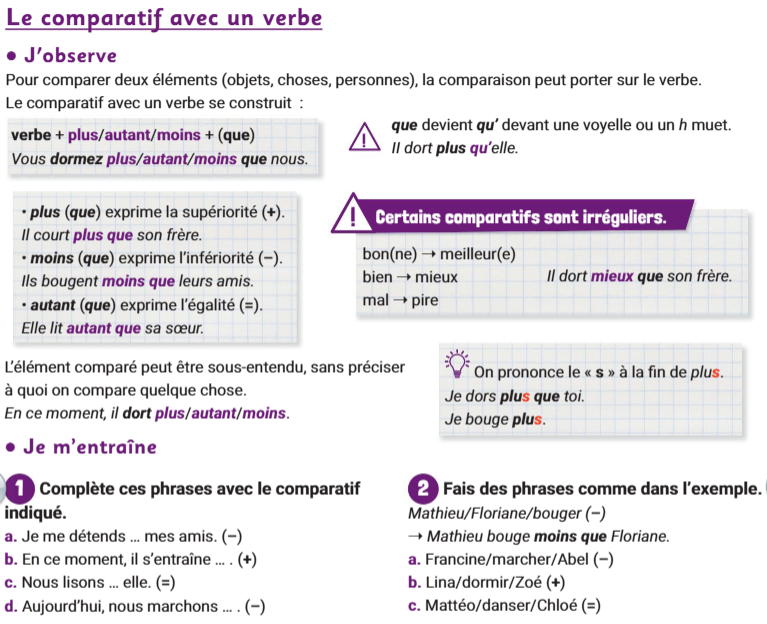 Le comparatif avec un verbe
• J'observe
Pour comparer deux éléments (objets, choses, personnes), la comparaison peut porter sur le verbe.
Le comparatif avec un verbe se construit :
verbe + plus/autant/moins + (que)
Vous dormez plus/autant/moins que nous.
! que devient qu' devant une voyelle ou un h muet.
Il dort plus qu'elle.
• plus (que) exprime la supériorité (+).
Il court plus que son frère.
• moins (que) exprime l'infériorité (−).
Ils bougent moins que leurs amis.
• autant (que) exprime l'égalité (=).
Elle lit autant que sa sœur.
! Certains comparatifs sont irréguliers.
bon(ne) → meilleur(e)
bien → mieux Il dort mieux que son frère.
mal → pire
L'élément comparé peut être sous-entendu, sans préciser
à quoi on compare quelque chose.
En ce moment, il dort plus/autant/moins.
On prononce le « s » à la fin de plus.
Je dors plus que toi.
Je bouge plus.
• Je m'entraîne
1 Complète ces phrases avec le comparatif
indiqué.
a. Je me détends ... mes amis. (−)
b. En ce moment, il s'entraîne ... . (+)
c. Nous lisons ... elle. (=)
d. Aujourd'hui, nous marchons ... . (−)
2 Fais des phrases comme dans l'exemple.
Mathieu/Floriane/bouger (−)
→ Mathieu bouge moins que Floriane.
a. Francine/marcher/Abel (−)
b. Lina/dormir/Zoé (+)
c. Mattéo/danser/Chloé (=)